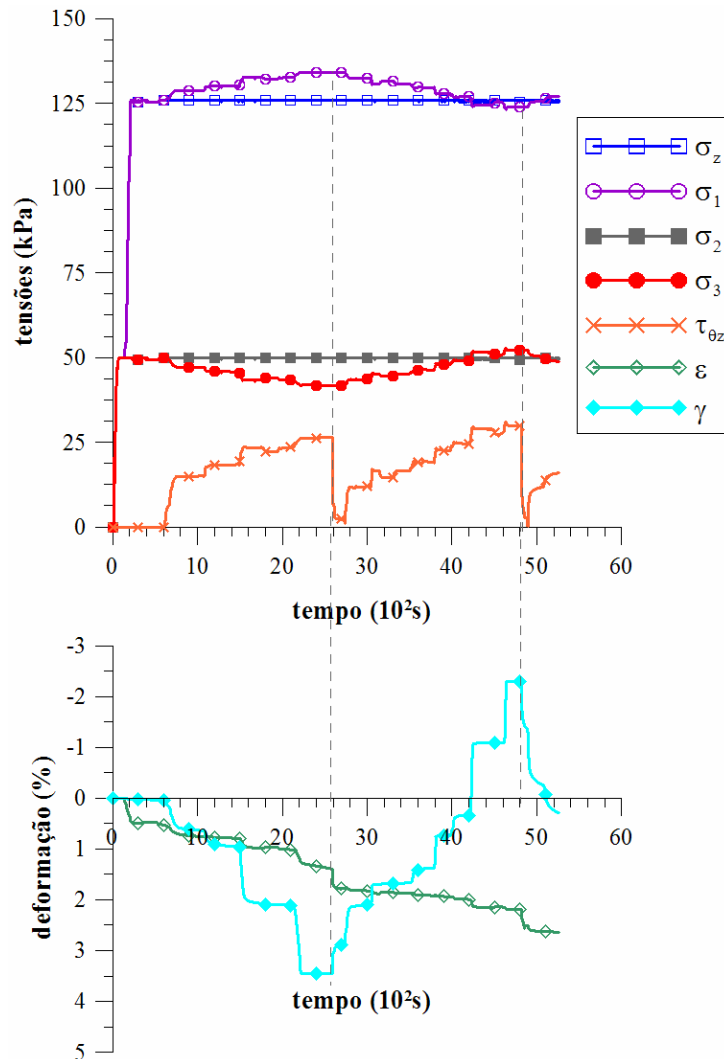 150
125
100
75
50
25
0
tensões (kPa)
0 10 20 30 40 50 60
tempo (10²s)
σz
σ1
σ2
σ3
τθz
ε
γ
-3
-2
-1
0
1
2
3
4
5
deformação (%)
0 10 20 30 40 50 60
tempo (10²s)